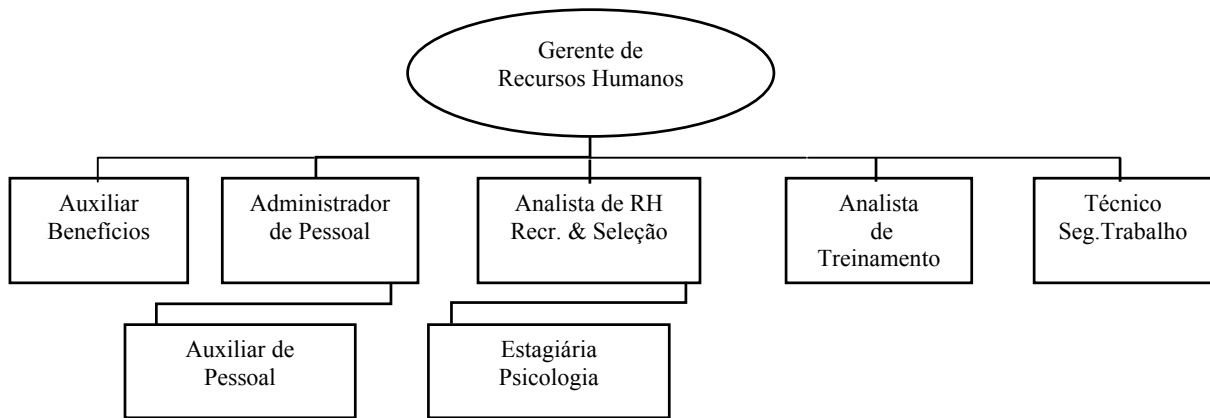 Gerente de
Recursos Humanos
Auxiliar
Benefícios
Administrador
de Pessoal
Analista de RH
Recr. & Seleção
Analista
de
Treinamento
Técnico
Seg.Trabalho
Auxiliar de
Pessoal
Estagiária
Psicologia